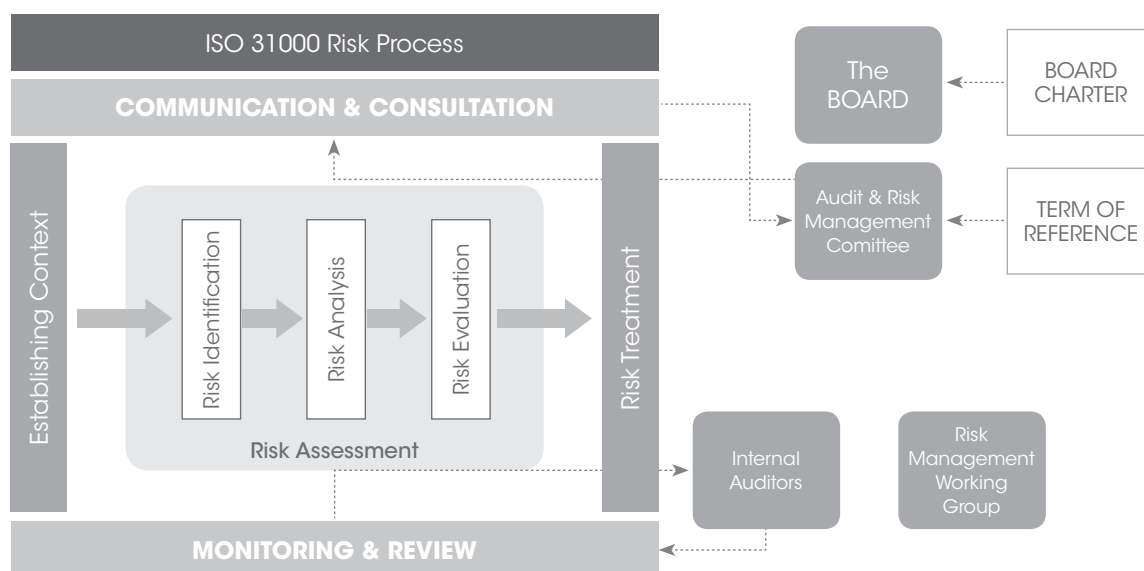 ISO 31000 Risk Process
COMMUNICATION & CONSULTATION
Establishing Context
Risk Identification
Risk Analysis
Risk Evaluation
Risk Assessment
Risk Treatment
MONITORING & REVIEW
The
BOARD
BOARD
CHARTER
Audit & Risk
Management
Comittee
TERM OF
REFERENCE
Internal
Auditors
Risk
Management
Working
Group